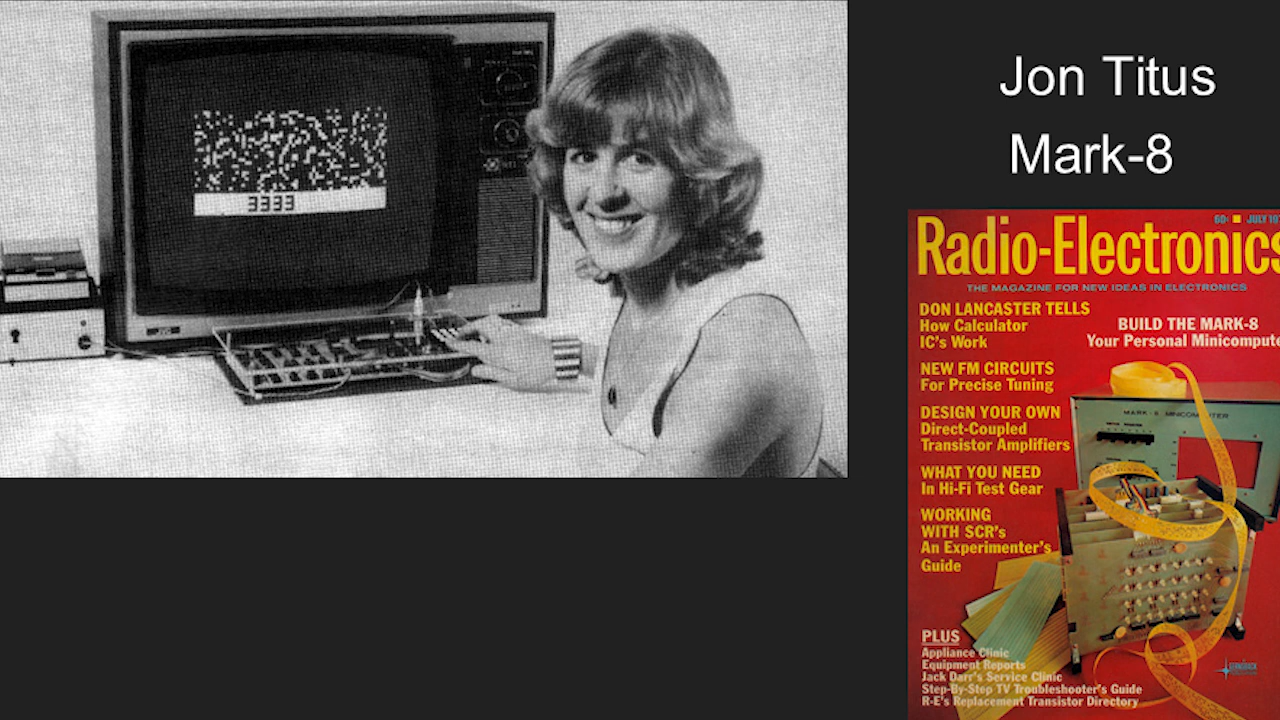 Jon Titus
Mark-8
3333
60¢ JULY 19
Radio-Electronics
THE MAGAZINE FOR NEW IDEAS IN ELECTRONICS
DON LANCASTER TELLS
How Calculator
IC's Work
BUILD THE MARK-8
Your Personal Minicompute
NEW FM CIRCUITS
For Precise Tuning
DESIGN YOUR OWN
Direct-Coupled
Transistor Amplifiers
MARK-8 MINICOMPUTER
WHAT YOU NEED
In Hi-Fi Test Gear
WORKING
WITH SCR's
An Experimenter's
Guide
PLUS
Appliance Clinic
Equipment Reports
Jack Darr's Service Clinic
Step-By-Step TV Troubleshooter's Guide
R-E's Replacement Transistor Directory